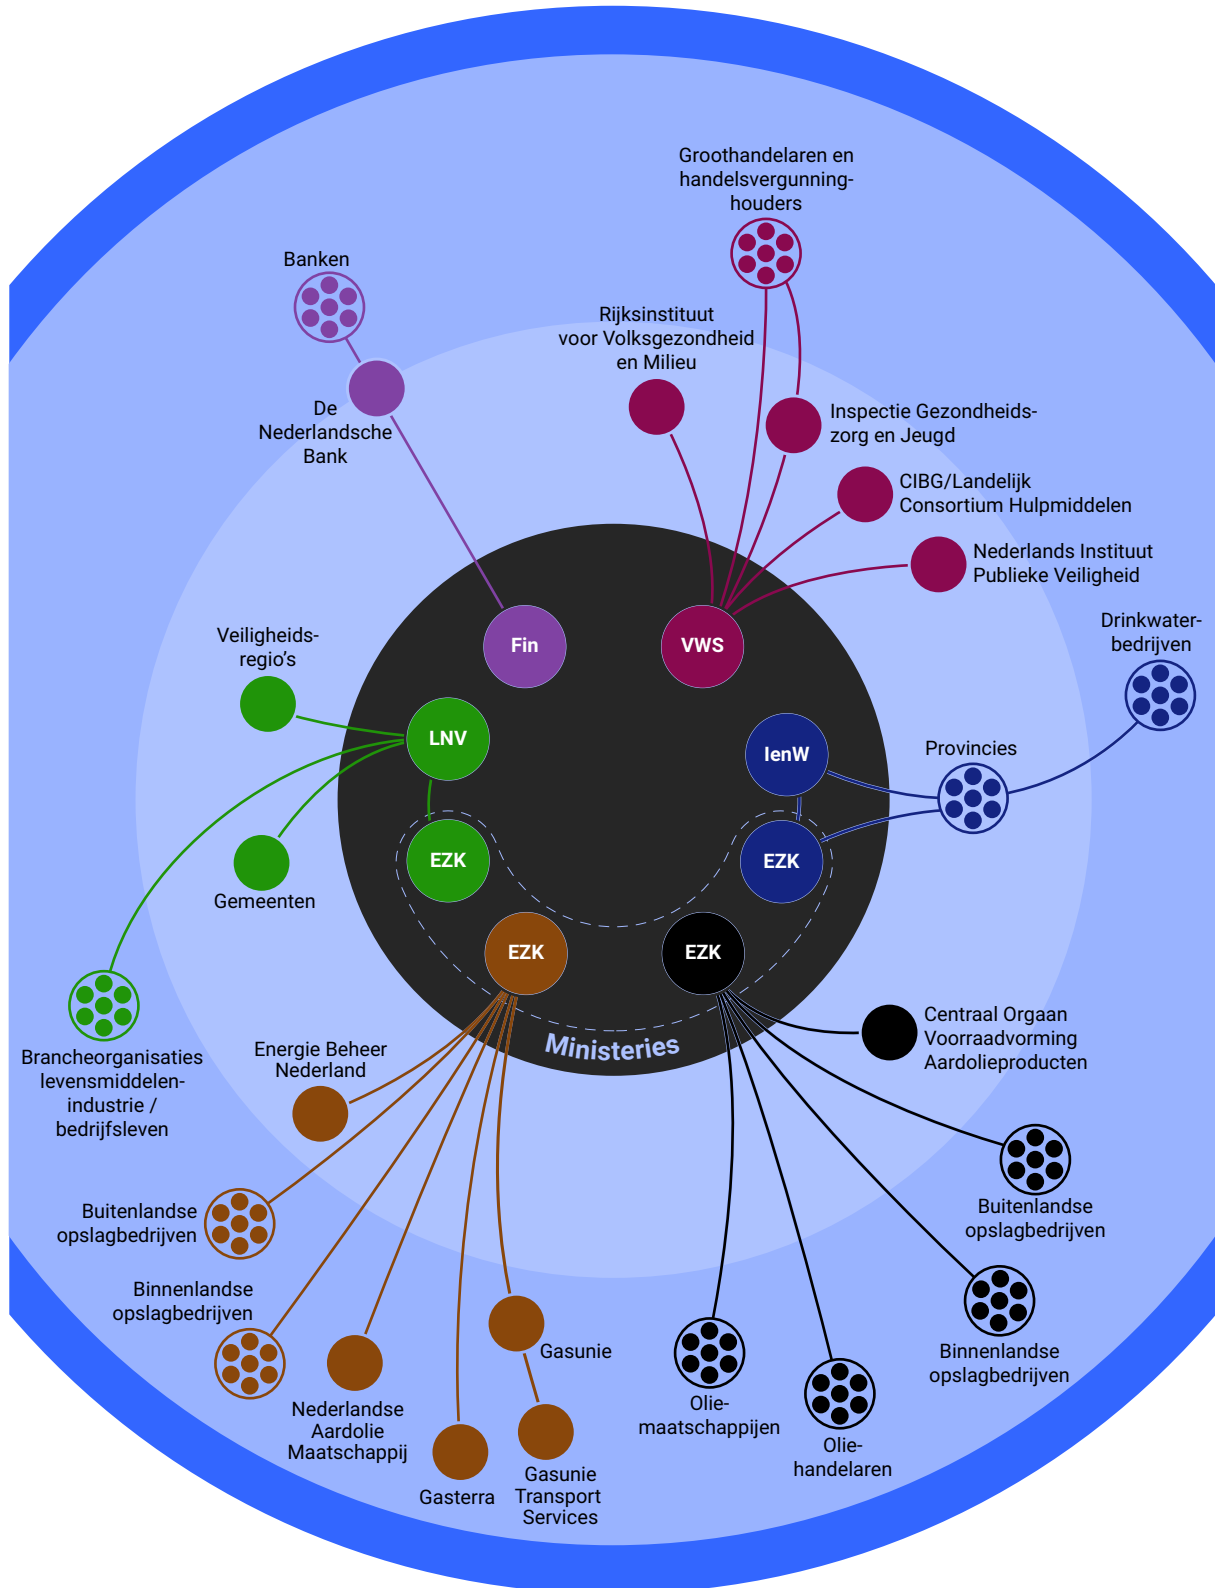 Groothandelaren en
handelsvergunning-
houders
Banken
Rijksinstituut
voor Volksgezondheid
en Milieu
De
Nederlandsche
Bank
Inspectie Gezondheids-
zorg en Jeugd
CIBG/Landelijk
Consortium Hulpmiddelen
Nederlands Instituut
Publieke Veiligheid
Drinkwater-
bedrijven
Veiligheids-
regio’s
Fin
VWS
LNV
IenW
Provincies
EZK
EZK
Gemeenten
EZK
EZK
Ministeries
Centraal Orgaan
Voorraadvorming
Aardolieproducten
Energie Beheer
Nederland
Brancheorganisaties
levensmiddelen-
industrie /
bedrijfsleven
Buitenlandse
opslagbedrijven
Buitenlandse
opslagbedrijven
Binnenlandse
opslagbedrijven
Gasunie
Binnenlandse
opslagbedrijven
Nederlandse
Aardolie
Maatschappij
Olie-
maatschappijen
Olie-
handelaren
Gasterra
Gasunie
Transport
Services